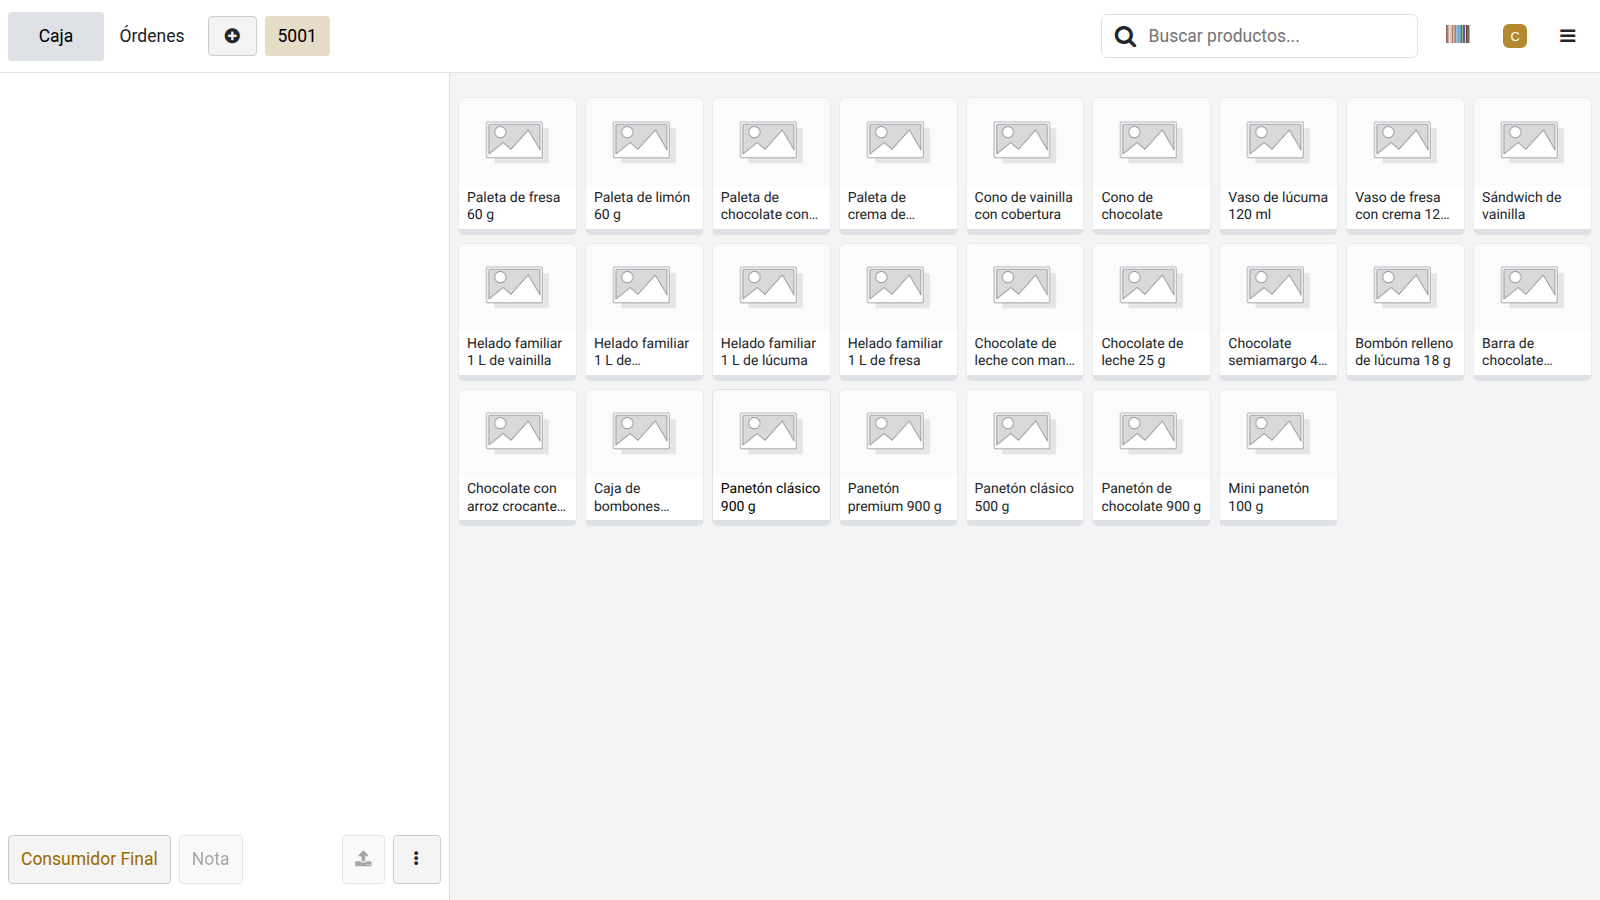 Caja
Órdenes
5001
Buscar productos...
C
Paleta de fresa
60 g
Paleta de limón
60 g
Paleta de
chocolate con...
Paleta de
crema de...
Cono de vainilla
con cobertura
Cono de
chocolate
Vaso de lúcuma
120 ml
Vaso de fresa
con crema 12...
Sándwich de
vainilla
Helado familiar
1 L de vainilla
Helado familiar
1 L de...
Helado familiar
1 L de lúcuma
Helado familiar
1 L de fresa
Chocolate de
leche con man...
Chocolate de
leche 25 g
Chocolate
semiamargo 4...
Bombón relleno
de lúcuma 18 g
Barra de
chocolate...
Chocolate con
arroz crocante...
Caja de
bombones...
Panetón clásico
900 g
Panetón
premium 900 g
Panetón clásico
500 g
Panetón de
chocolate 900 g
Mini panetón
100 g
Consumidor Final
Nota